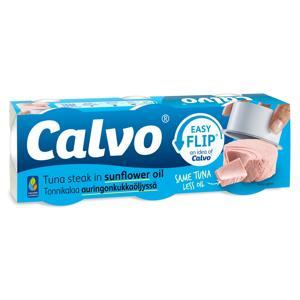 Calvo®
Tuna steak in sunflower oil
Tonnikalaa auringonkukkaöljyssä
EASY
FLIP
an idea of
Calvo
SAME TUNA
LESS OIL